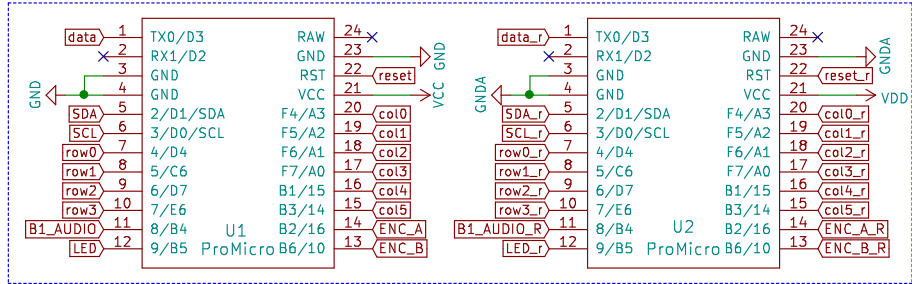 data 1 TX0/D3 RAW 24
2 RX1/D2 GND 23 GND
3 GND RST 22 reset
GND 4 GND VCC 21 VCC
SDA 5 2/D1/SDA F4/A3 20 col0
SCL 6 3/D0/SCL F5/A2 19 col1
row0 7 4/D4 F6/A1 18 col2
row1 8 5/C6 F7/A0 17 col3
row2 9 6/D7 B1/15 16 col4
row3 10 7/E6 B3/14 15 col5
B1_AUDIO 11 8/B4 U1 B2/16 14 ENC_A
LED 12 9/B5 ProMicro B6/10 13 ENC_B
data_r 1 TX0/D3 RAW 24
2 RX1/D2 GND 23 GNDA
3 GND RST 22 reset_r
GNDA 4 GND VCC 21 VDD
SDA_r 5 2/D1/SDA F4/A3 20 col0_r
SCL_r 6 3/D0/SCL F5/A2 19 col1_r
row0_r 7 4/D4 F6/A1 18 col2_r
row1_r 8 5/C6 F7/A0 17 col3_r
row2_r 9 6/D7 B1/15 16 col4_r
row3_r 10 7/E6 B3/14 15 col5_r
B1_AUDIO_R 11 8/B4 U2 B2/16 14 ENC_A_R
LED_r 12 9/B5 ProMicro B6/10 13 ENC_B_R